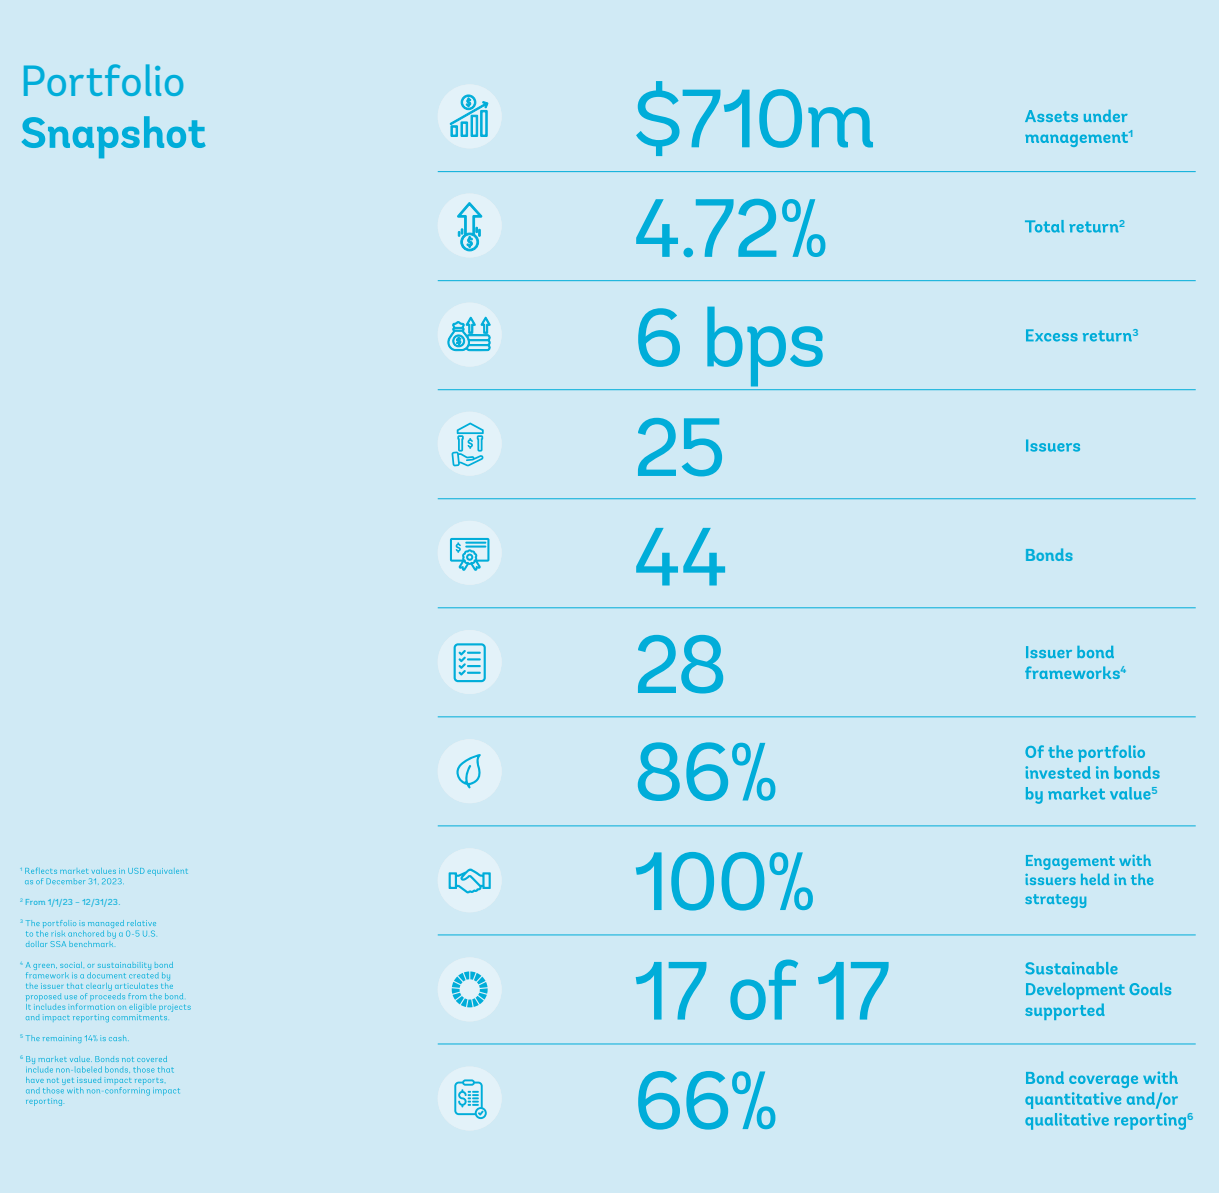 Portfolio
Snapshot
$710m
Assets under
management¹
4.72%
Total return²
6 bps
Excess return³
25
Issuers
44
Bonds
28
Issuer bond
frameworks⁴
86%
Of the portfolio
invested in bonds
by market value⁵
100%
Engagement with
issuers held in the
strategy
17 of 17
Sustainable
Development Goals
supported
66%
Bond coverage with
quantitative and/or
qualitative reporting⁶
¹ Reflects market values in USD equivalent
as of December 31, 2023.
² From 1/1/23 – 12/31/23.
³ The portfolio is managed relative
to the risk anchored by a 0-5 U.S.
dollar SSA benchmark.
⁴ A green, social, or sustainability bond
framework is a document created by
the issuer that clearly articulates the
proposed use of proceeds from the bond.
It includes information on eligible projects
and impact reporting commitments.
⁵ The remaining 14% is cash.
⁶ By market value. Bonds not covered
include non-labeled bonds, those that
have not yet issued impact reports,
and those with non-conforming impact
reporting.